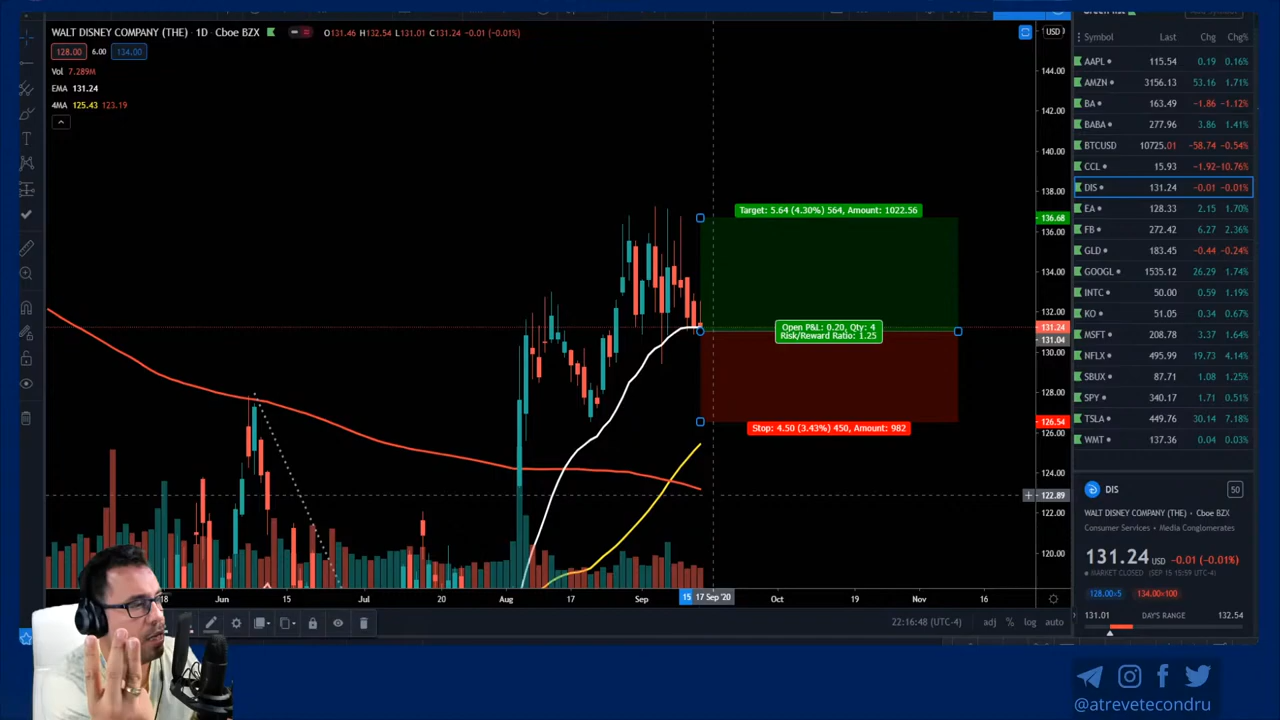 WALT DISNEY COMPANY (THE) · 1D · Cboe BZX O131.46 H132.54 L131.01 C131.24 -0.01 (-0.01%)
128.00 6.00 134.00
Vol 7.289M
EMA 131.24
4MA 125.43 123.19
USD
144.00
142.00
140.00
138.00
136.68
136.00
134.00
132.00
131.24
131.04
130.00
128.00
126.54
126.00
124.00
122.89
122.00
120.00
Target: 5.64 (4.30%) 564, Amount: 1022.56
Open P&L: 0.20, Qty: 4
Risk/Reward Ratio: 1.25
Stop: 4.50 (3.43%) 450, Amount: 982
18 Jun 15 Jul 20 Aug 17 Sep 15 17 Sep '20 Oct 19 Nov 16
22:16:48 (UTC-4) adj % log auto
Symbol Last Chg Chg%
AAPL 115.54 0.19 0.16%
AMZN 3156.13 53.16 1.71%
BA 163.49 -1.86 -1.12%
BABA 277.96 3.86 1.41%
BTCUSD 10725.01 -58.74 -0.54%
CCL 15.93 -1.92 -10.76%
DIS 131.24 -0.01 -0.01%
EA 128.33 2.15 1.70%
FB 272.42 6.27 2.36%
GLD 183.45 -0.44 -0.24%
GOOGL 1535.12 26.29 1.74%
INTC 50.00 0.59 1.19%
KO 51.05 0.34 0.67%
MSFT 208.78 3.37 1.64%
NFLX 495.99 19.73 4.14%
SBUX 87.71 1.08 1.25%
SPY 340.17 1.71 0.51%
TSLA 449.76 30.14 7.18%
WMT 137.36 0.04 0.03%
DIS 50
WALT DISNEY COMPANY (THE) · Cboe BZX
Consumer Services · Media Conglomerates
131.24 USD -0.01 (-0.01%)
MARKET CLOSED (SEP 15 15:59 UTC-4)
128.00×5 134.00×100
131.01 DAY'S RANGE 132.54
@atrevetecondru